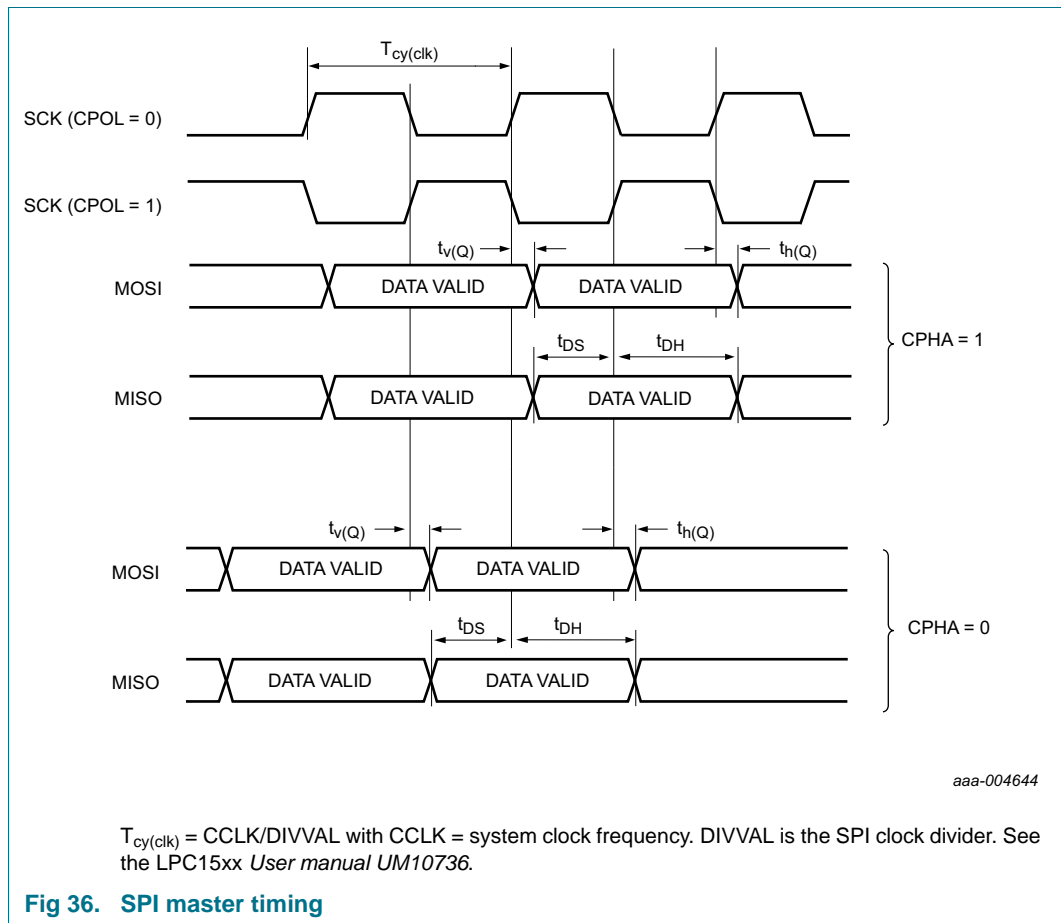 Tcy(clk)
SCK (CPOL = 0)
SCK (CPOL = 1)
tv(Q)
th(Q)
MOSI
DATA VALID
DATA VALID
CPHA = 1
tDS
tDH
MISO
DATA VALID
DATA VALID
tv(Q)
th(Q)
MOSI
DATA VALID
DATA VALID
CPHA = 0
tDS
tDH
MISO
DATA VALID
DATA VALID
aaa-004644
Tcy(clk) = CCLK/DIVVAL with CCLK = system clock frequency. DIVVAL is the SPI clock divider. See
the LPC15xx User manual UM10736.
Fig 36. SPI master timing